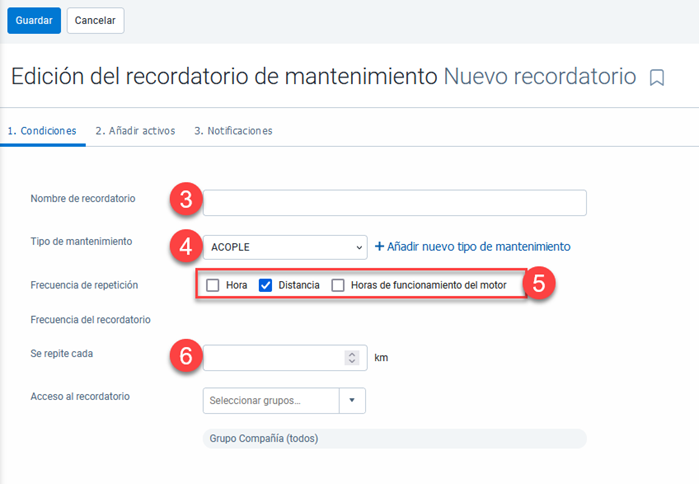 Guardar Cancelar
Edición del recordatorio de mantenimiento Nuevo recordatorio
1. Condiciones 2. Añadir activos 3. Notificaciones
Nombre de recordatorio 3
Tipo de mantenimiento 4 ACOPLE + Añadir nuevo tipo de mantenimiento
Frecuencia de repetición Hora Distancia Horas de funcionamiento del motor 5
Frecuencia del recordatorio
Se repite cada 6 km
Acceso al recordatorio Seleccionar grupos...
Grupo Compañía (todos)